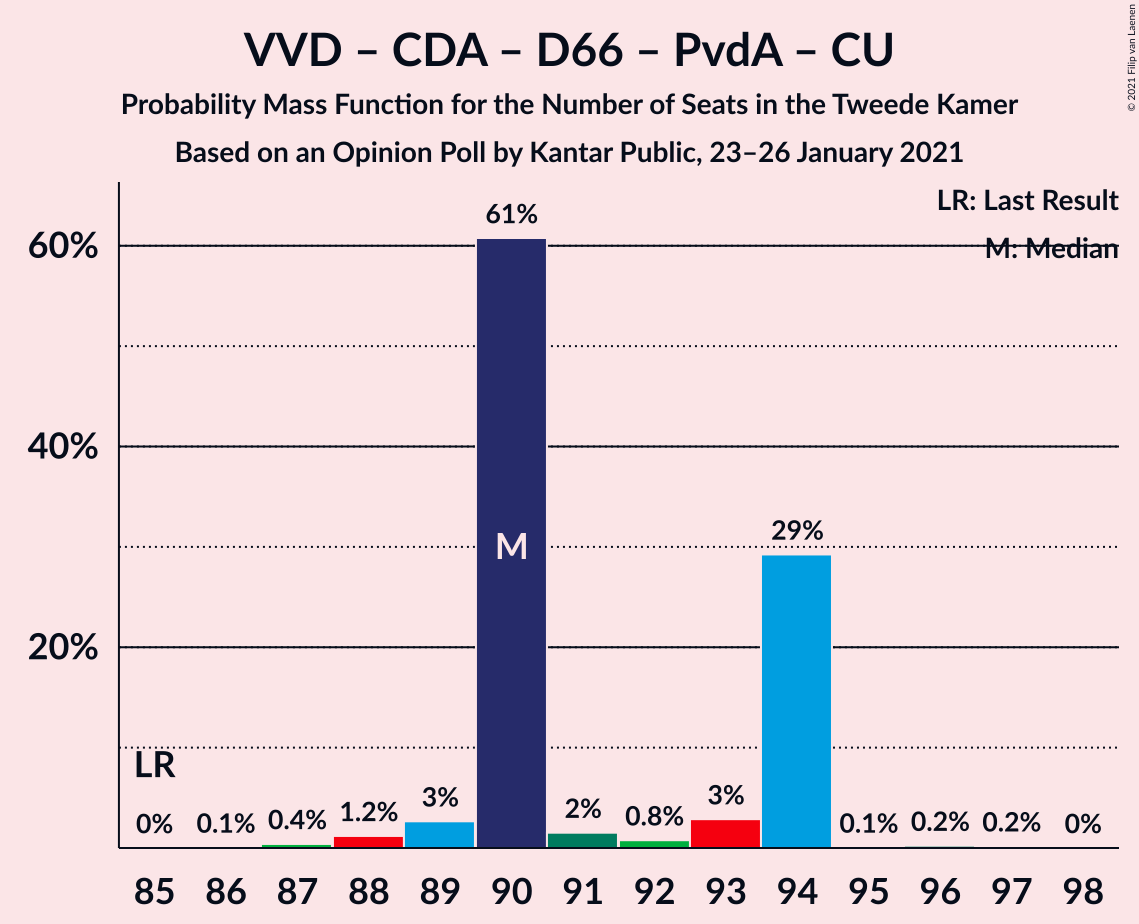 VVD – CDA – D66 – PvdA – CU
Probability Mass Function for the Number of Seats in the Tweede Kamer
Based on an Opinion Poll by Kantar Public, 23–26 January 2021
© 2021 Filip van Laenen
LR: Last Result
M: Median
60%
40%
20%
61%
M
29%
LR
0% 0.1% 0.4% 1.2% 3% 2% 0.8% 3% 0.1% 0.2% 0.2% 0%
85 86 87 88 89 90 91 92 93 94 95 96 97 98